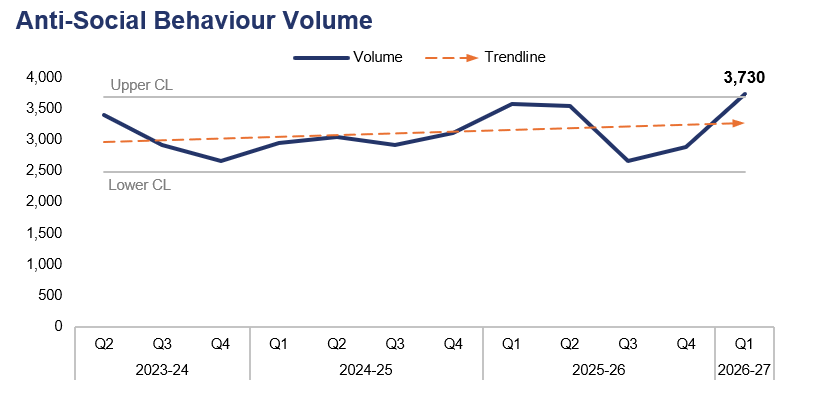 Anti-Social Behaviour Volume
Volume Trendline
3,730
4,000
Upper CL
3,500
3,000
2,500
Lower CL
2,000
1,500
1,000
500
0
Q2 Q3 Q4 Q1 Q2 Q3 Q4 Q1 Q2 Q3 Q4 Q1
2023-24 2024-25 2025-26 2026-27